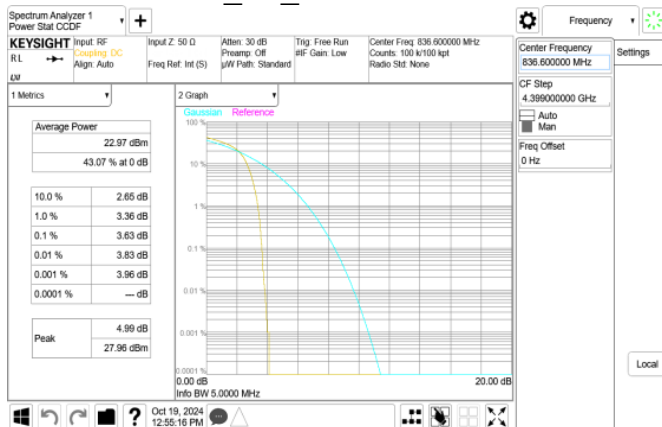 Spectrum Analyzer 1
Power Stat CCDF
Frequency
KEYSIGHT
RL
Input: RF
Coupling: DC
Align: Auto
Input Z: 50 Ω
Freq Ref: Int (S)
Atten: 30 dB
Preamp: Off
µW Path: Standard
Trig: Free Run
#IF Gain: Low
Center Freq: 836.600000 MHz
Counts: 100 k/100 kpt
Radio Std: None
Center Frequency
836.600000 MHz
Settings
CF Step
4.399000000 GHz
Auto
Man
Freq Offset
0 Hz
1 Metrics
Average Power
22.97 dBm
43.07 % at 0 dB
10.0 % 2.65 dB
1.0 % 3.36 dB
0.1 % 3.63 dB
0.01 % 3.83 dB
0.001 % 3.96 dB
0.0001 % --- dB
Peak
4.99 dB
27.96 dBm
2 Graph
Gaussian Reference
100 %
10 %
1 %
0.1 %
0.01 %
0.001 %
0.0001 %
0.00 dB 20.00 dB
Info BW 5.0000 MHz
Local
Oct 19, 2024
12:55:16 PM